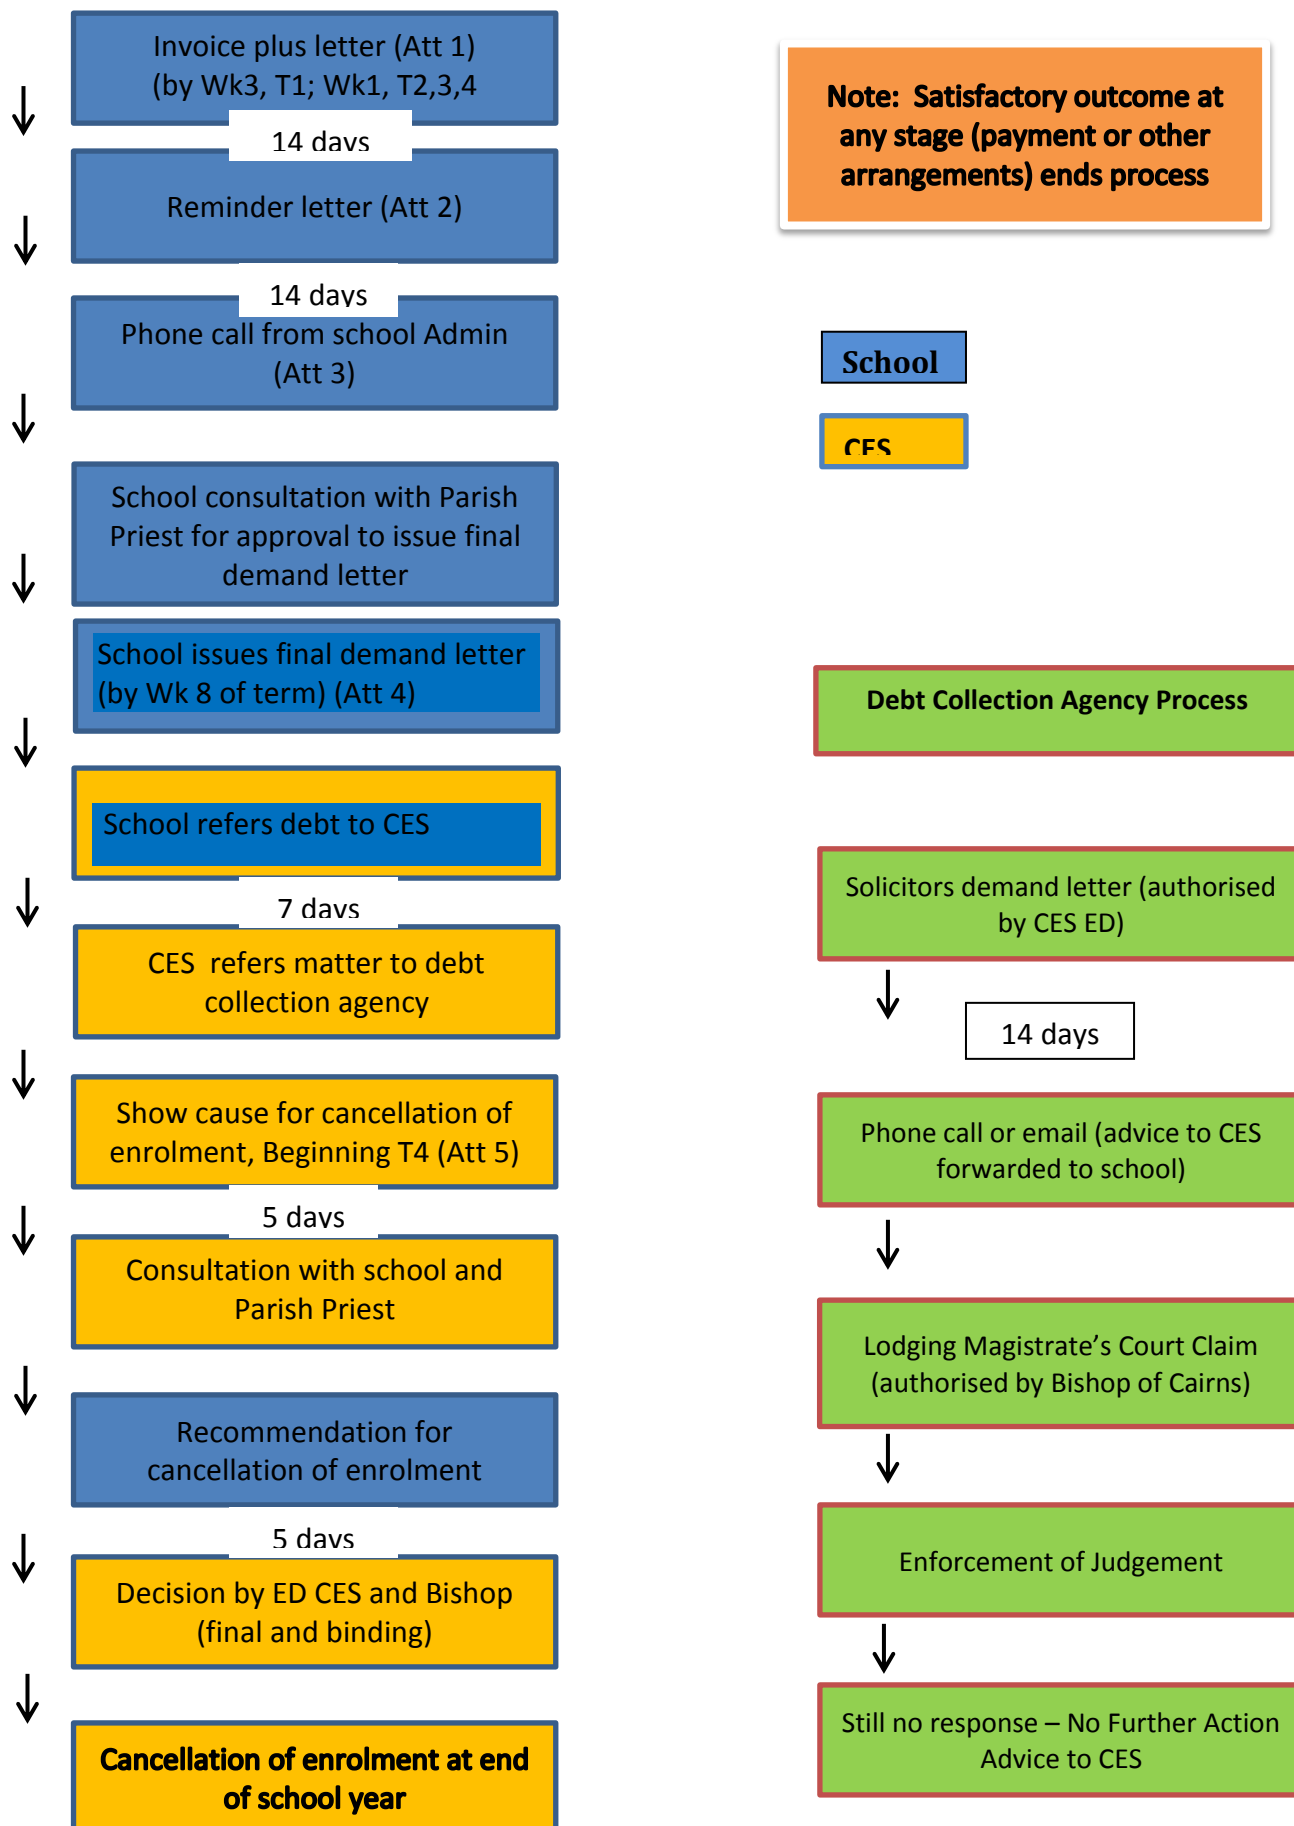 Invoice plus letter (Att 1)
(by Wk3, T1; Wk1, T2,3,4
14 days
Reminder letter (Att 2)
14 days
Phone call from school Admin
(Att 3)
School consultation with Parish
Priest for approval to issue final
demand letter
School issues final demand letter
(by Wk 8 of term) (Att 4)
School refers debt to CES
7 days
CES refers matter to debt
collection agency
Show cause for cancellation of
enrolment, Beginning T4 (Att 5)
5 days
Consultation with school and
Parish Priest
Recommendation for
cancellation of enrolment
5 days
Decision by ED CES and Bishop
(final and binding)
Cancellation of enrolment at end
of school year
Note: Satisfactory outcome at
any stage (payment or other
arrangements) ends process
School
CES
Debt Collection Agency Process
Solicitors demand letter (authorised
by CES ED)
14 days
Phone call or email (advice to CES
forwarded to school)
Lodging Magistrate's Court Claim
(authorised by Bishop of Cairns)
Enforcement of Judgement
Still no response – No Further Action
Advice to CES